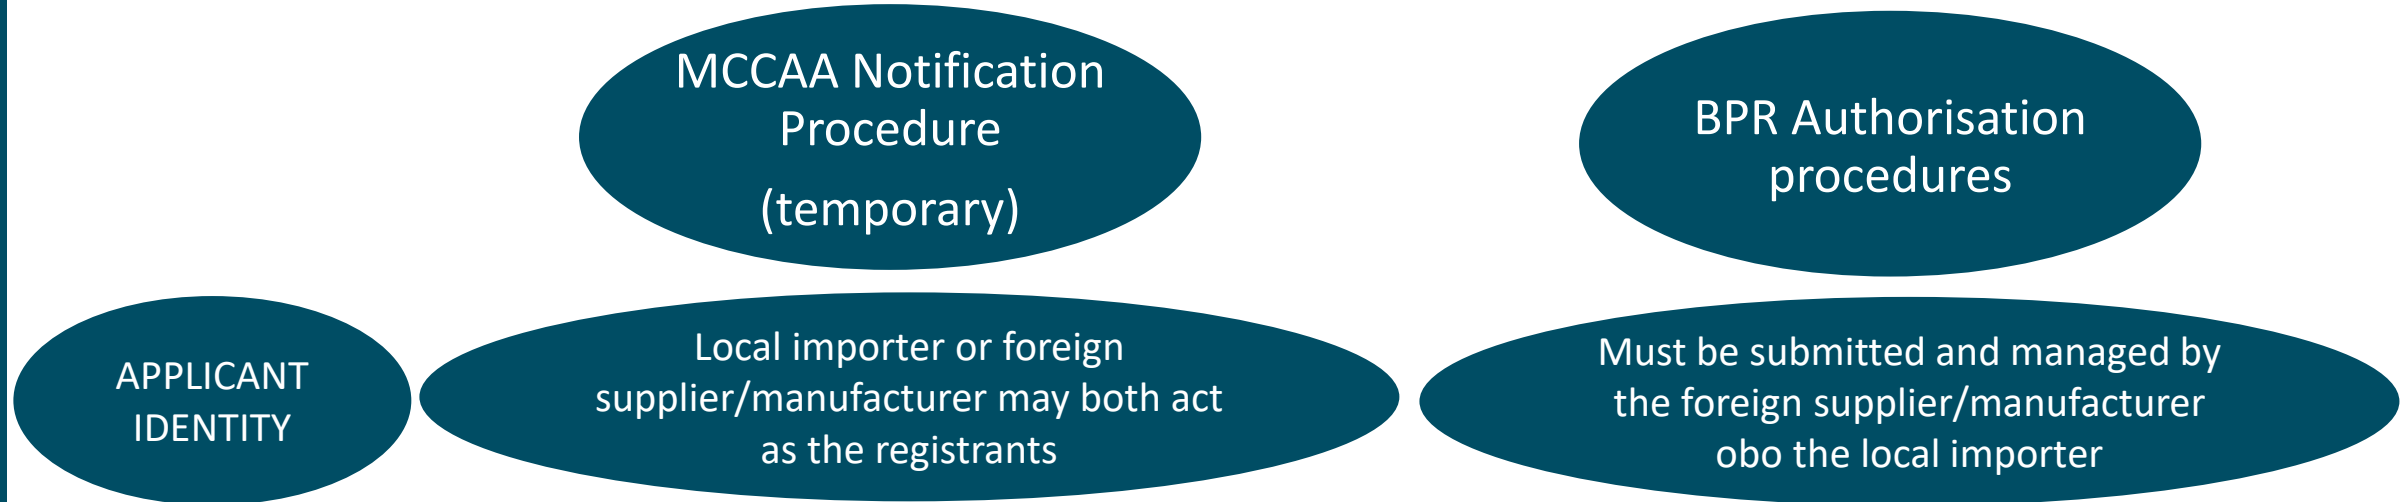 MCCAA Notification
Procedure
(temporary)
BPR Authorisation
procedures
APPLICANT
IDENTITY
Local importer or foreign
supplier/manufacturer may both act
as the registrants
Must be submitted and managed by
the foreign supplier/manufacturer
obo the local importer